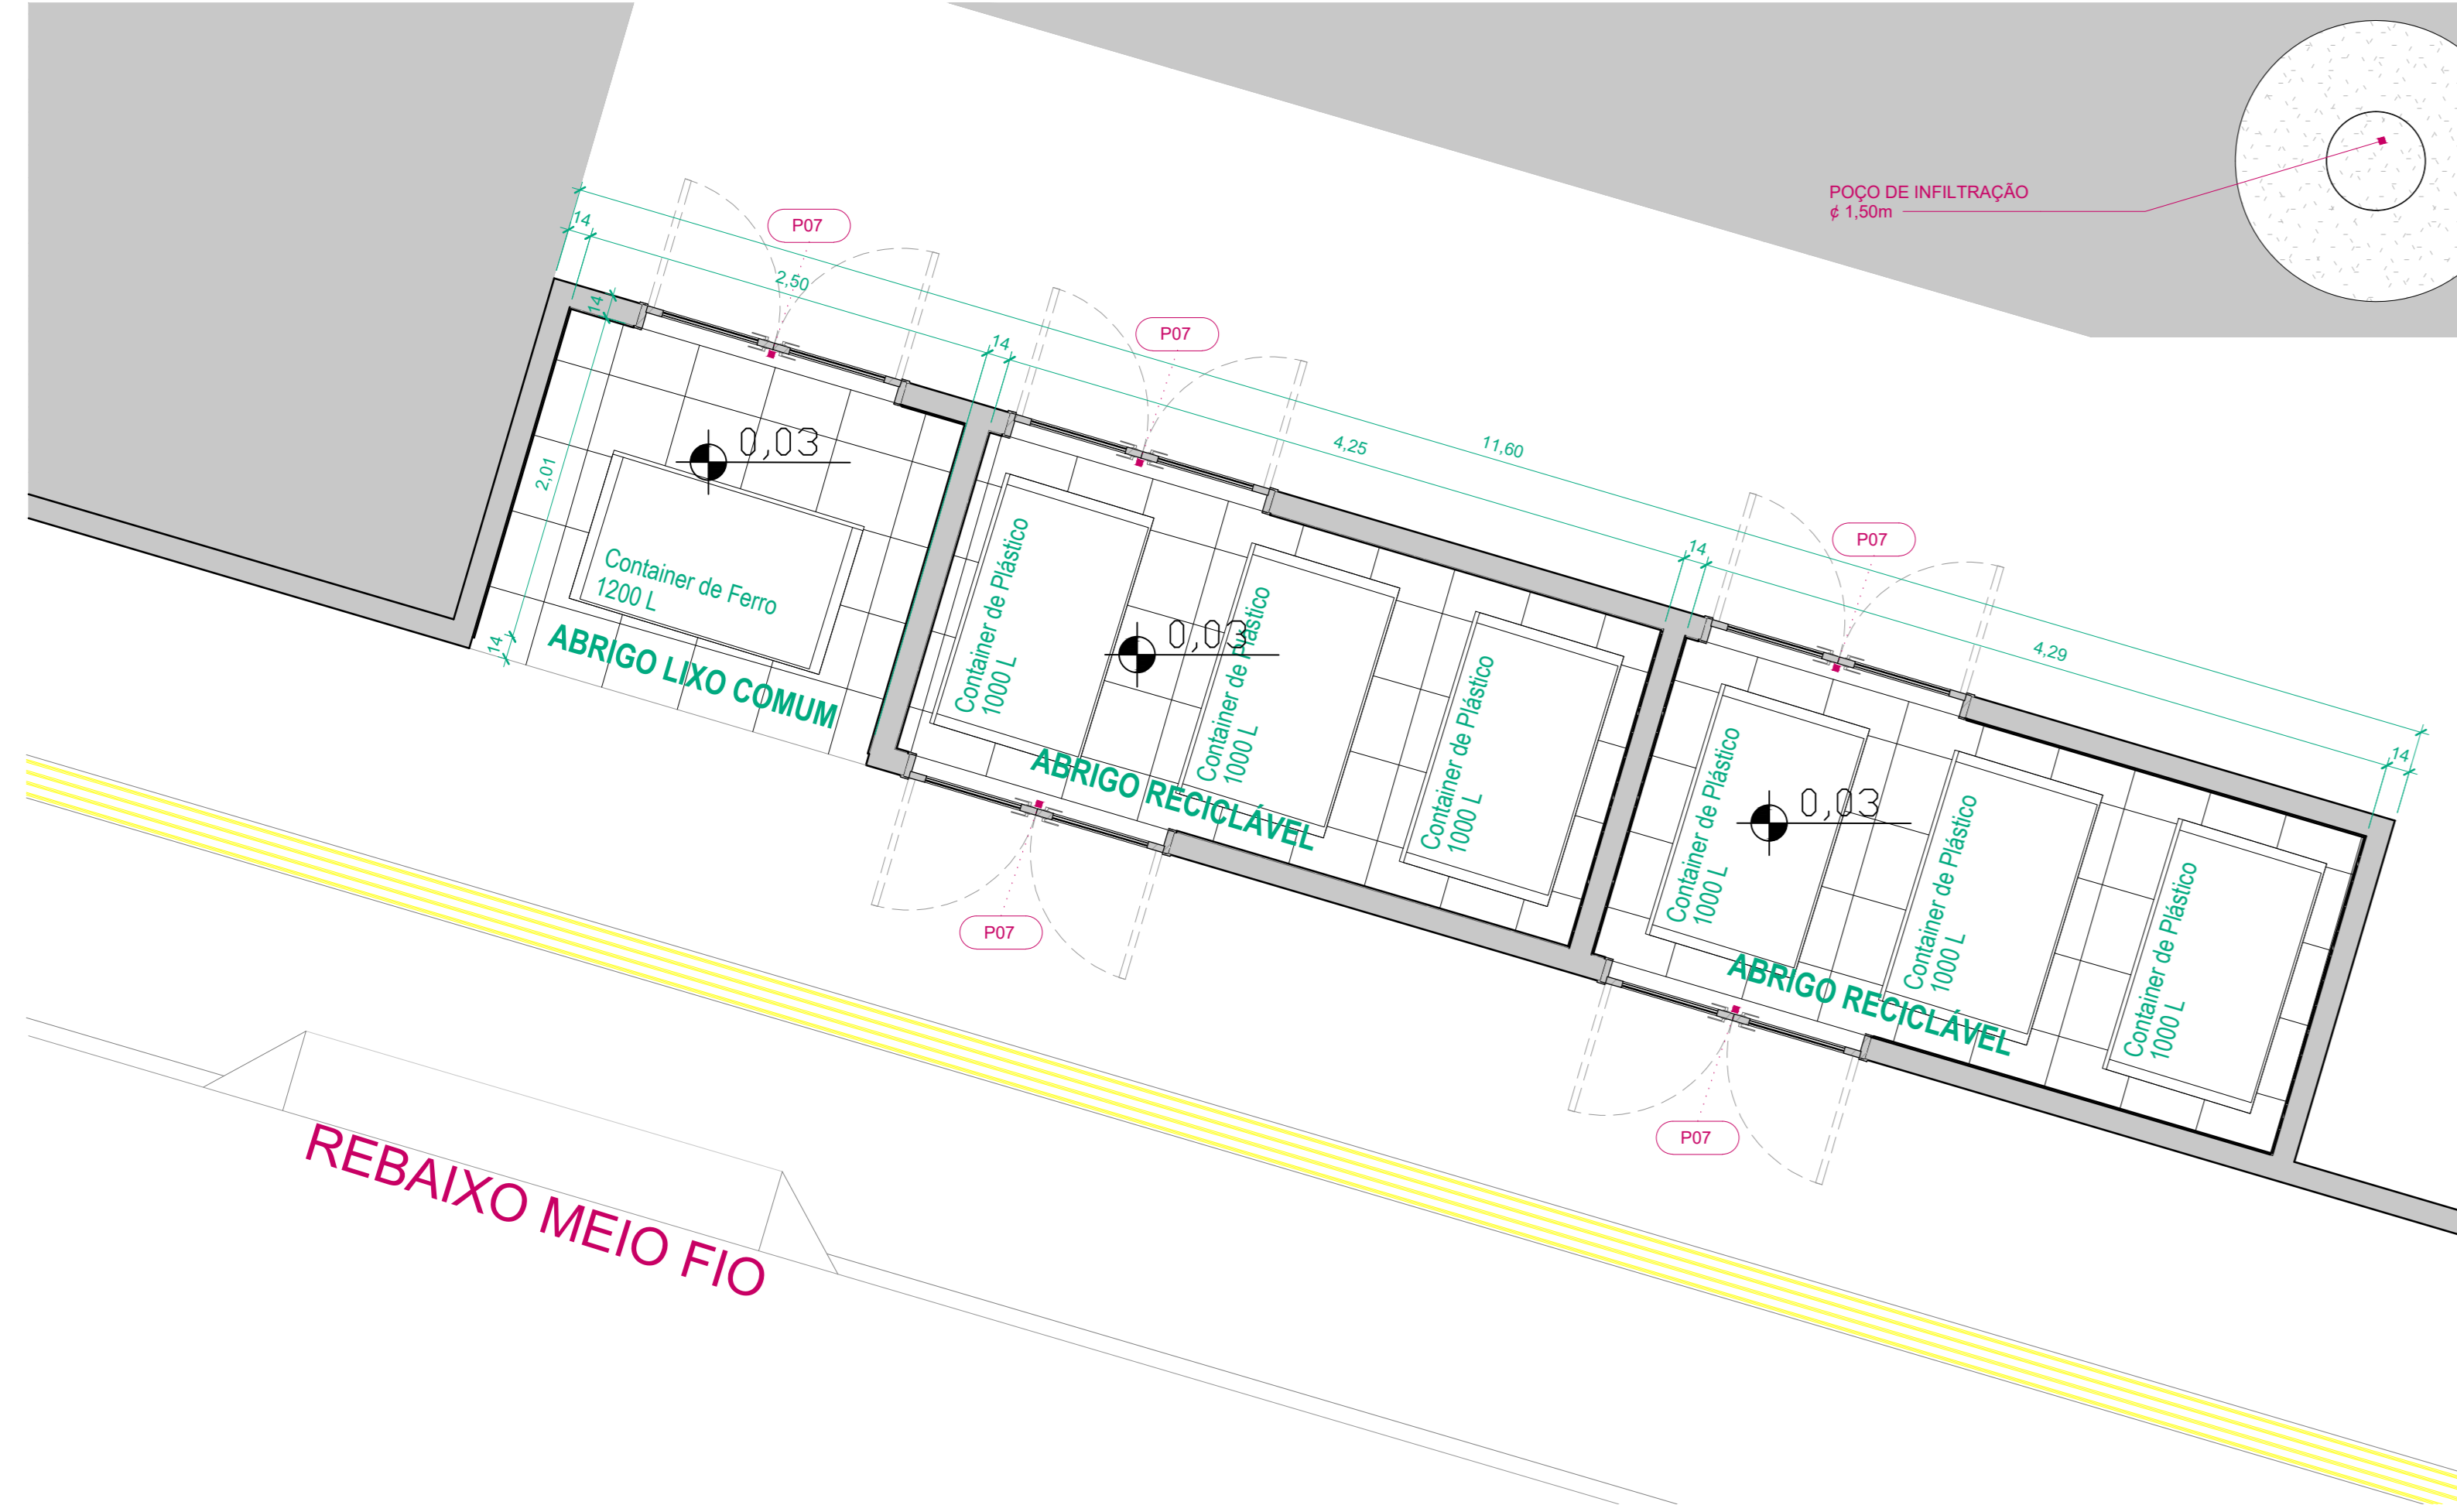 POÇO DE INFILTRAÇÃO
¢ 1,50m
P07
P07
P07
P07
P07
14
2,50
14
4,25
11,60
14
4,29
14
14
2,01
14
0,03
0,03
0,03
Container de Ferro
1200 L
ABRIGO LIXO COMUM
Container de Plástico
1000 L
Container de Plástico
1000 L
Container de Plástico
1000 L
ABRIGO RECICLÁVEL
Container de Plástico
1000 L
Container de Plástico
1000 L
Container de Plástico
1000 L
ABRIGO RECICLÁVEL
REBAIXO MEIO FIO